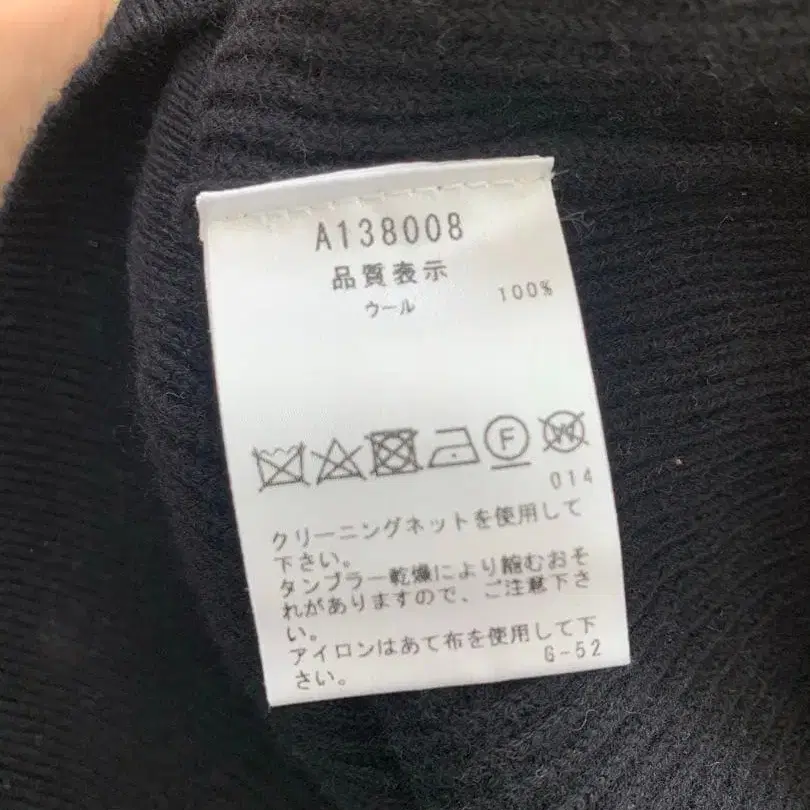 A138008
品質表示
ウール 100%
F
W
014
クリーニングネットを使用して
下さい。
タンブラー乾燥により縮むおそ
れがありますので、ご注意下さ
い。
アイロンはあて布を使用して下
さい。 G-52